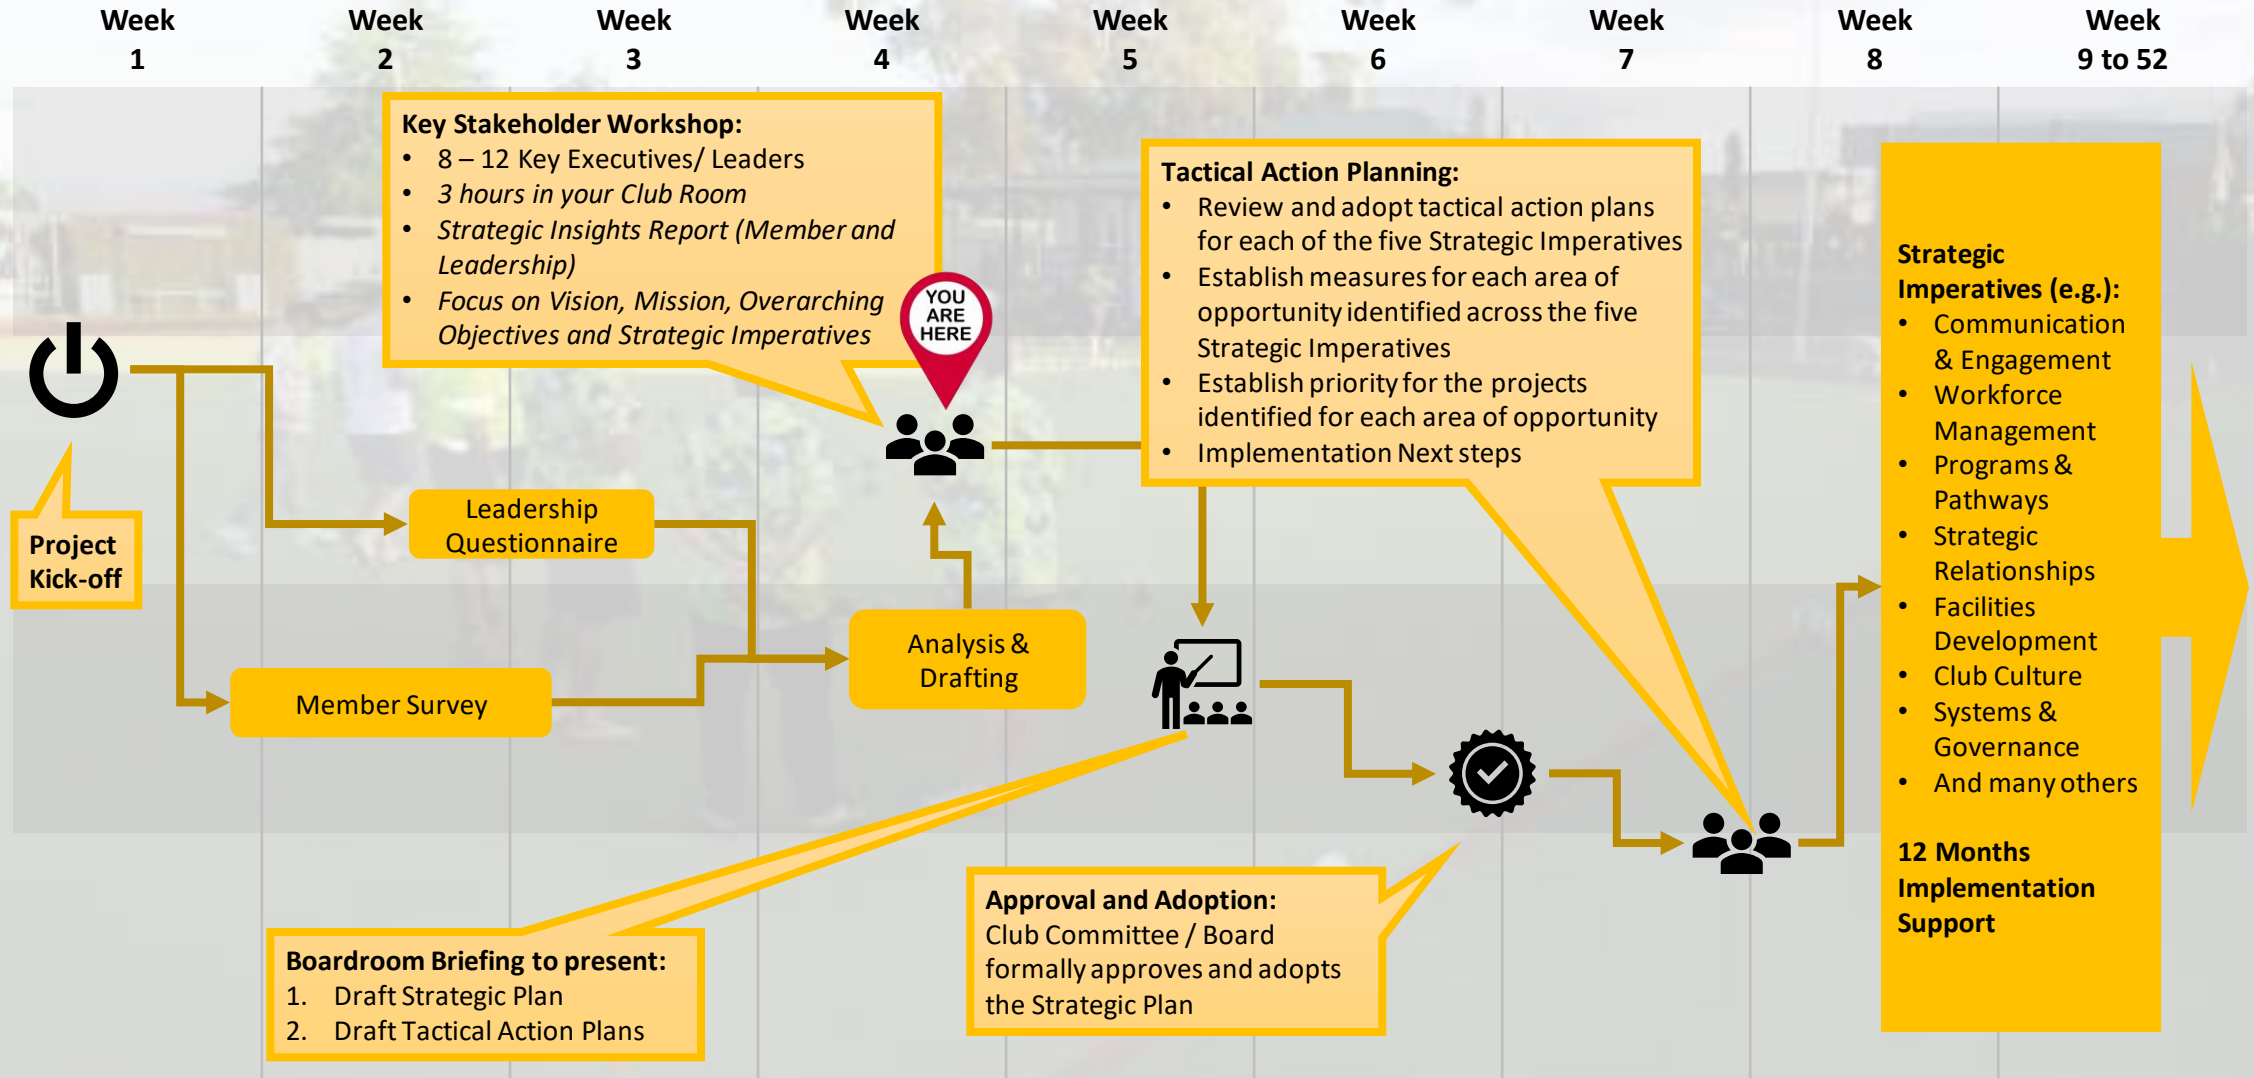 Week
1
Week
2
Week
3
Week
4
Week
5
Week
6
Week
7
Week
8
Week
9 to 52
Key Stakeholder Workshop:
• 8 – 12 Key Executives/ Leaders
• 3 hours in your Club Room
• Strategic Insights Report (Member and
Leadership)
• Focus on Vision, Mission, Overarching
Objectives and Strategic Imperatives
YOU
ARE
HERE
Tactical Action Planning:
• Review and adopt tactical action plans
for each of the five Strategic Imperatives
• Establish measures for each area of
opportunity identified across the five
Strategic Imperatives
• Establish priority for the projects
identified for each area of opportunity
• Implementation Next steps
Strategic
Imperatives (e.g.):
• Communication
& Engagement
• Workforce
Management
• Programs &
Pathways
• Strategic
Relationships
• Facilities
Development
• Club Culture
• Systems &
Governance
• And many others
12 Months
Implementation
Support
Project
Kick-off
Leadership
Questionnaire
Member Survey
Analysis &
Drafting
Boardroom Briefing to present:
1. Draft Strategic Plan
2. Draft Tactical Action Plans
Approval and Adoption:
Club Committee / Board
formally approves and adopts
the Strategic Plan